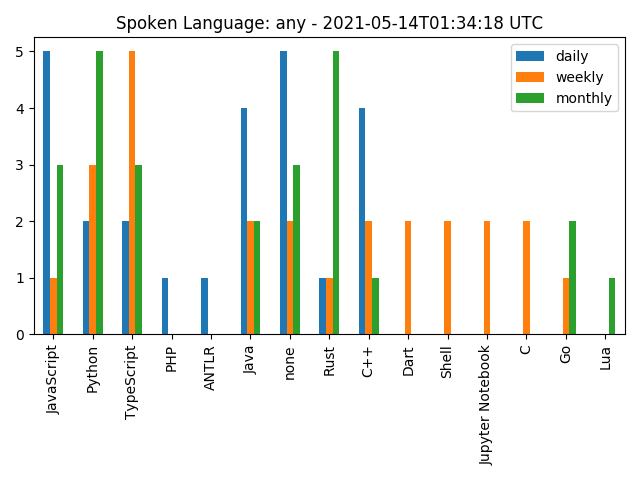 Spoken Language: any - 2021-05-14T01:34:18 UTC
daily
weekly
monthly
5
4
3
2
1
0
JavaScript
Python
TypeScript
PHP
ANTLR
Java
none
Rust
C++
Dart
Shell
Jupyter Notebook
C
Go
Lua